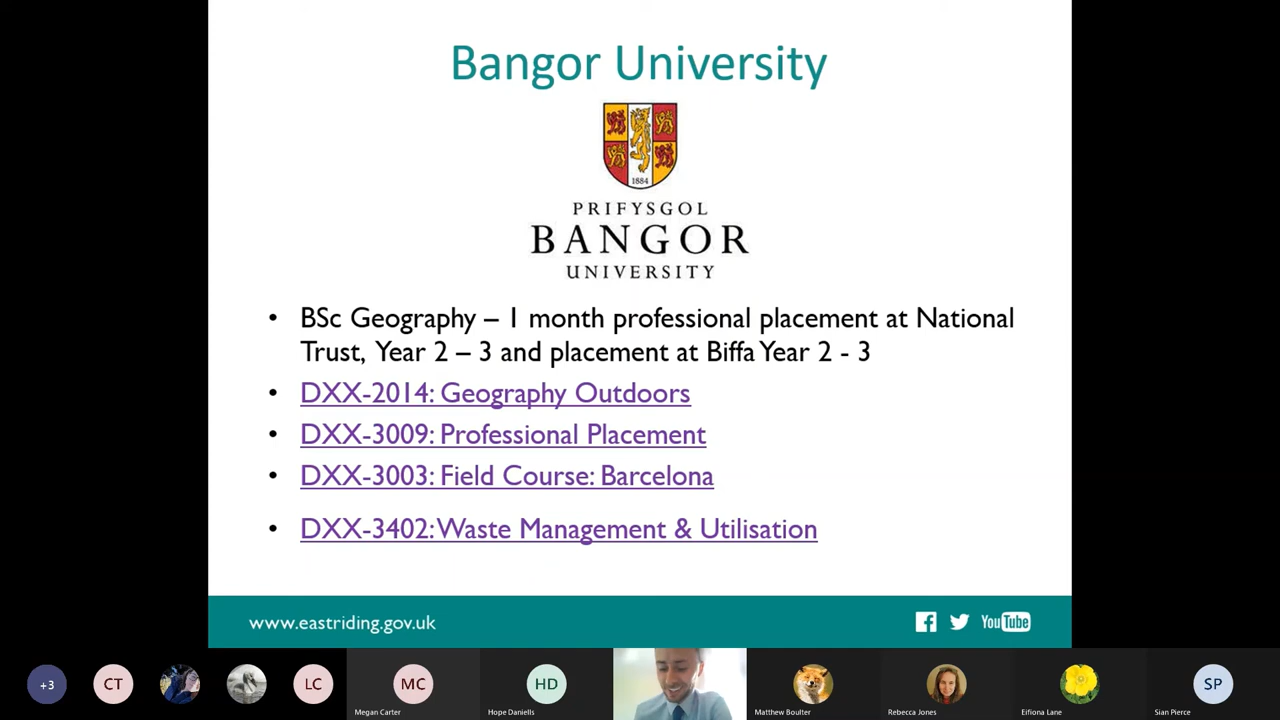 Bangor University
1884
PRIFYSGOL
BANGOR
UNIVERSITY
• BSc Geography – 1 month professional placement at National
Trust, Year 2 – 3 and placement at Biffa Year 2 - 3
• DXX-2014: Geography Outdoors
• DXX-3009: Professional Placement
• DXX-3003: Field Course: Barcelona
• DXX-3402: Waste Management & Utilisation
www.eastriding.gov.uk
YouTube
+3
CT
LC
MC
HD
SP
Megan Carter
Hope Daniells
Matthew Boulter
Rebecca Jones
Eifiona Lane
Sian Pierce